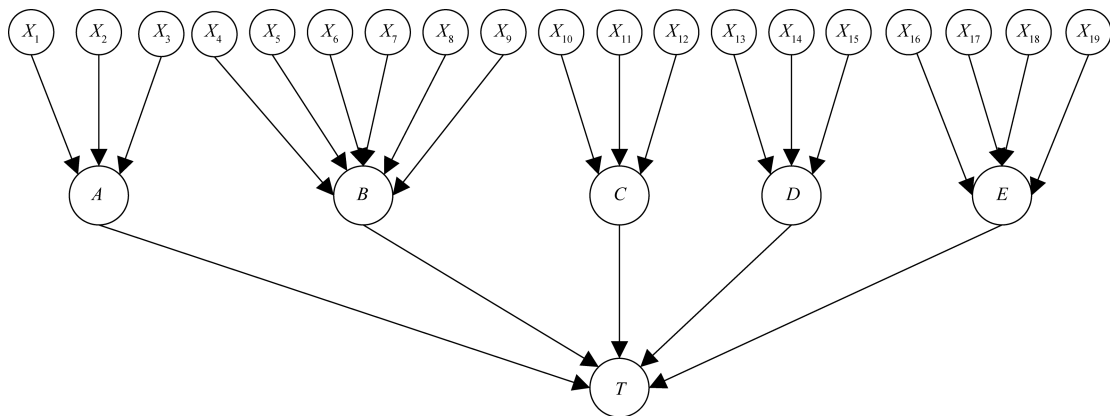 X₁ X₂ X₃ X₄ X₅ X₆ X₇ X₈ X₉ X₁₀ X₁₁ X₁₂ X₁₃ X₁₄ X₁₅ X₁₆ X₁₇ X₁₈ X₁₉
A B C D E
T